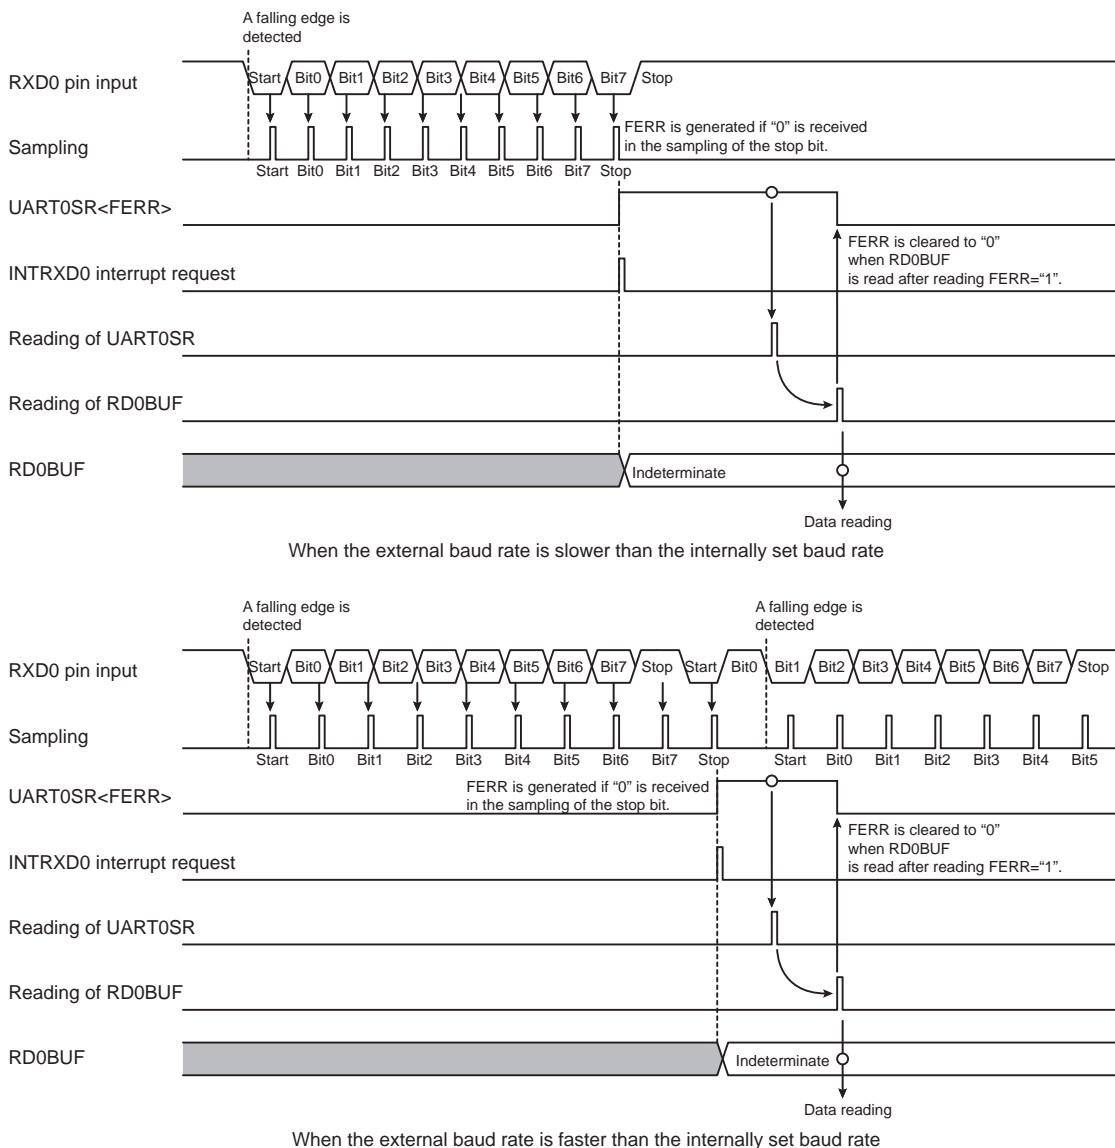 A falling edge is
detected
RXD0 pin input
Start Bit0 Bit1 Bit2 Bit3 Bit4 Bit5 Bit6 Bit7 Stop
Sampling
FERR is generated if “0” is received
in the sampling of the stop bit.
Start Bit0 Bit1 Bit2 Bit3 Bit4 Bit5 Bit6 Bit7 Stop
UART0SR<FERR>
FERR is cleared to “0”
when RD0BUF
is read after reading FERR=“1”.
INTRXD0 interrupt request
Reading of UART0SR
Reading of RD0BUF
RD0BUF
Indeterminate
Data reading
When the external baud rate is slower than the internally set baud rate
A falling edge is
detected
A falling edge is
detected
RXD0 pin input
Start Bit0 Bit1 Bit2 Bit3 Bit4 Bit5 Bit6 Bit7 Stop Start Bit0 Bit1 Bit2 Bit3 Bit4 Bit5 Bit6 Bit7 Stop
Sampling
Start Bit0 Bit1 Bit2 Bit3 Bit4 Bit5 Bit6 Bit7 Stop Start Bit0 Bit1 Bit2 Bit3 Bit4 Bit5
UART0SR<FERR>
FERR is generated if “0” is received
in the sampling of the stop bit.
FERR is cleared to “0”
when RD0BUF
is read after reading FERR=“1”.
INTRXD0 interrupt request
Reading of UART0SR
Reading of RD0BUF
RD0BUF
Indeterminate
Data reading
When the external baud rate is faster than the internally set baud rate